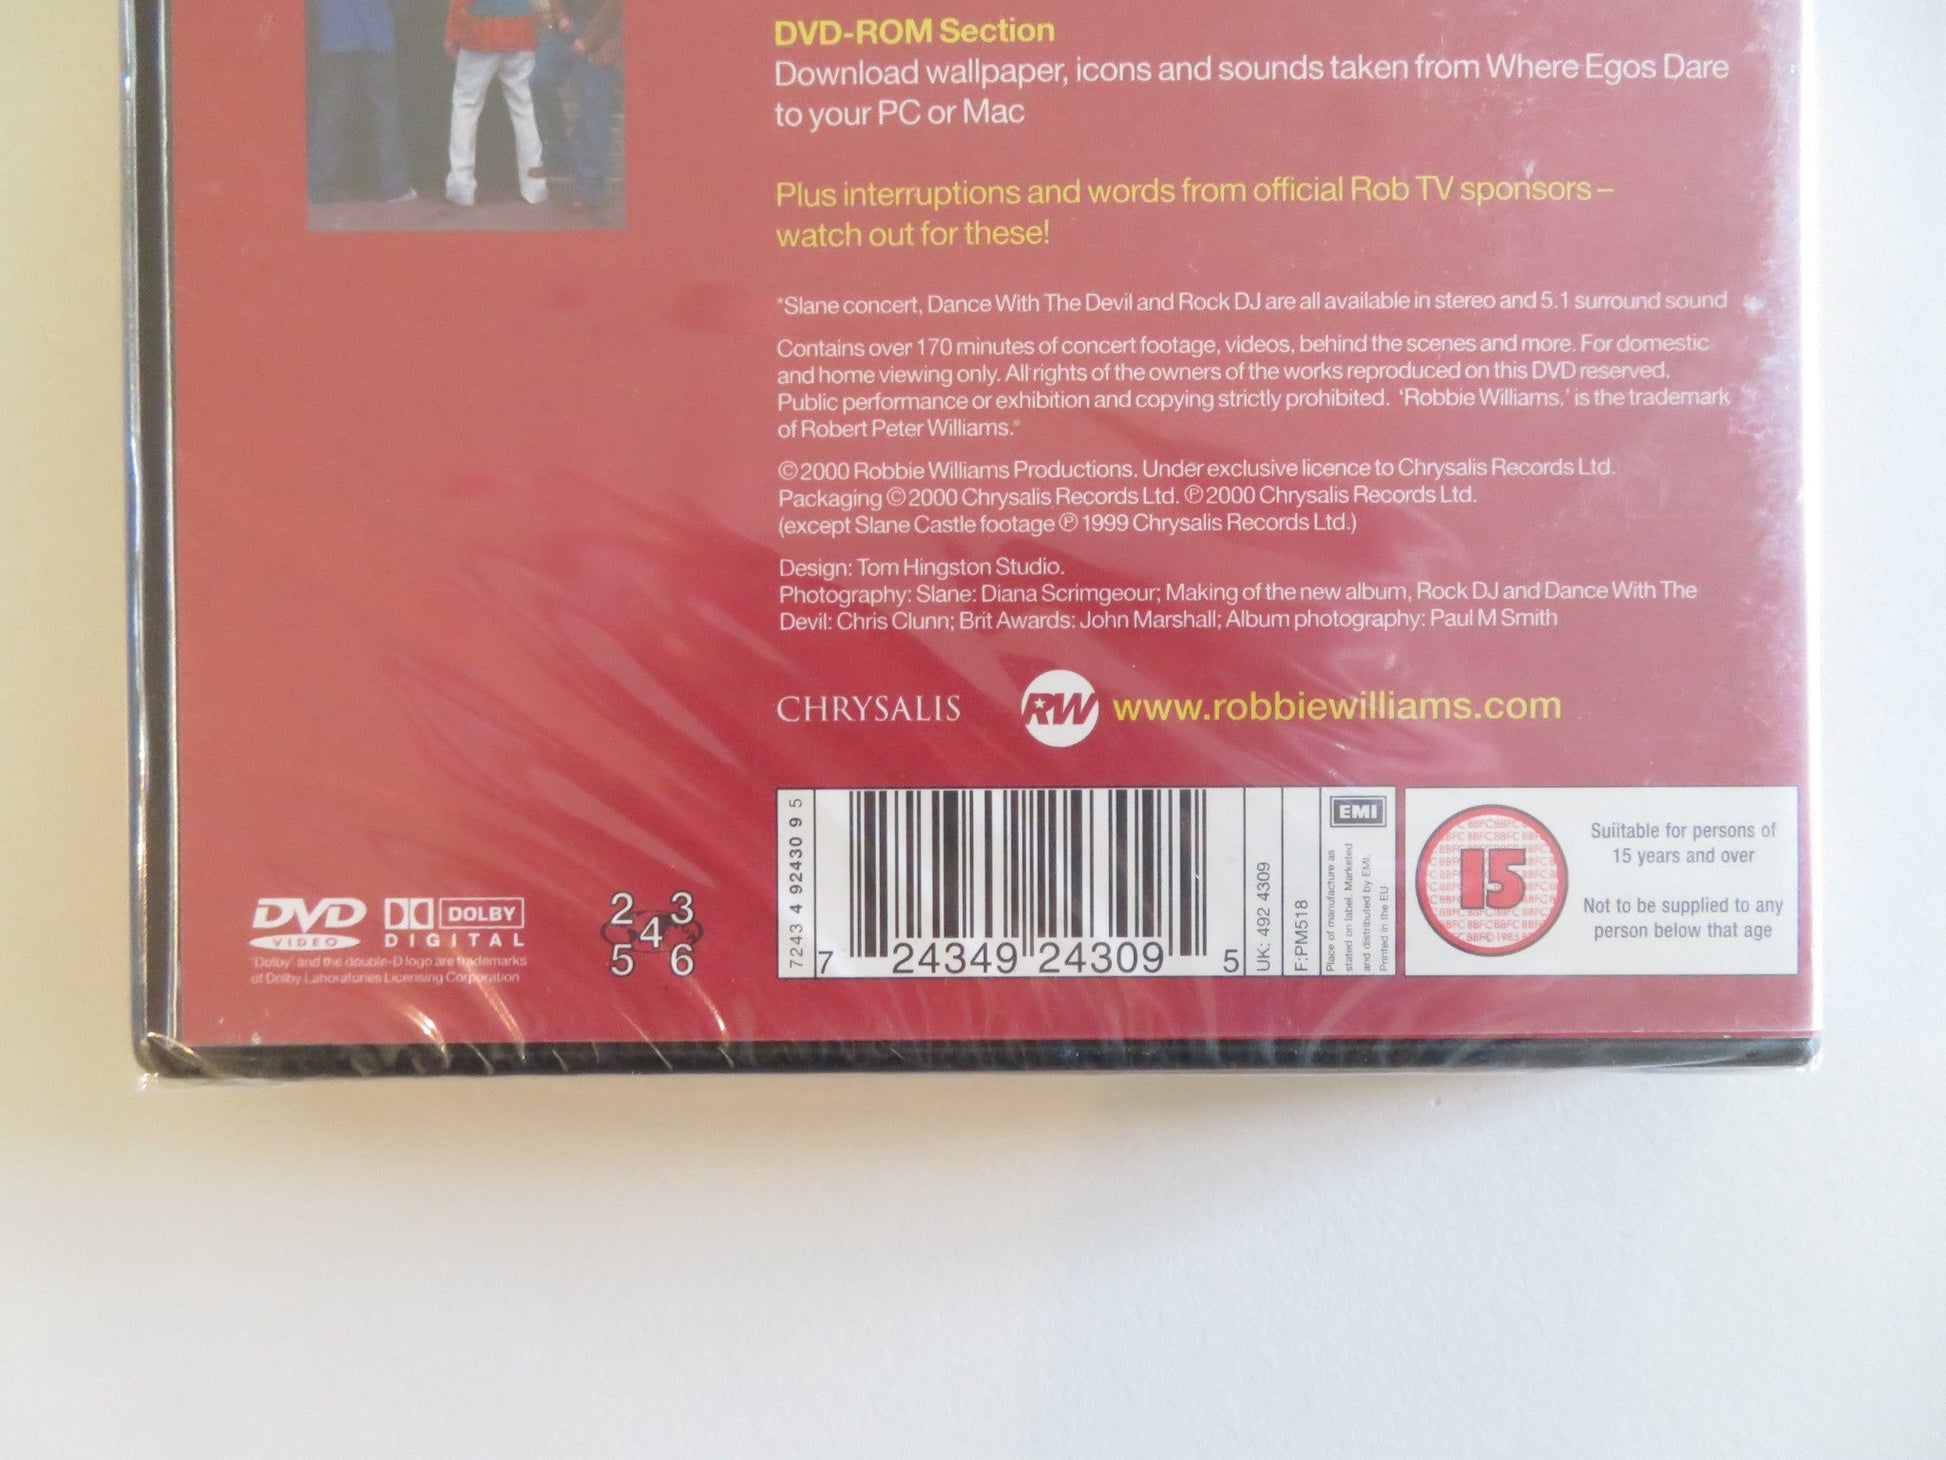 DVD-ROM Section
Download wallpaper, icons and sounds taken from Where Egos Dare
to your PC or Mac
Plus interruptions and words from official Rob TV sponsors –
watch out for these!
*Slane concert, Dance With The Devil and Rock DJ are all available in stereo and 5.1 surround sound
Contains over 170 minutes of concert footage, videos, behind the scenes and more. For domestic
and home viewing only. All rights of the owners of the works reproduced on this DVD reserved.
Public performance or exhibition and copying strictly prohibited. 'Robbie Williams.' is the trademark
of Robert Peter Williams.*
©2000 Robbie Williams Productions. Under exclusive licence to Chrysalis Records Ltd.
Packaging ©2000 Chrysalis Records Ltd. ℗2000 Chrysalis Records Ltd.
(except Slane Castle footage ℗1999 Chrysalis Records Ltd.)
Design: Tom Hingston Studio.
Photography: Slane: Diana Scrimgeour; Making of the new album, Rock DJ and Dance With The
Devil: Chris Clunn; Brit Awards: John Marshall; Album photography: Paul M Smith
CHRYSALIS RW www.robbiewilliams.com
DVD VIDEO
DOLBY DIGITAL
'Dolby' and the double-D logo are trademarks
of Dolby Laboratories Licensing Corporation
2 3
4
5 6
7243 4 92430 9 5
7 24349 24309 5
UK: 492 4309
F:PM518
EMI
Place of manufacture as
stated on label. Marketed
and distributed by EMI.
Printed in the EU
15
BBFC © 1985
Suiitable for persons of
15 years and over
Not to be supplied to any
person below that age